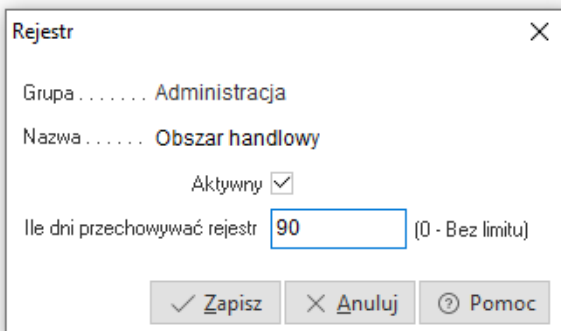 Rejestr
Grupa . . . . . . . Administracja
Nazwa . . . . . . Obszar handlowy
Aktywny
Ile dni przechowywać rejestr 90 (0 - Bez limitu)
Zapisz Anuluj Pomoc